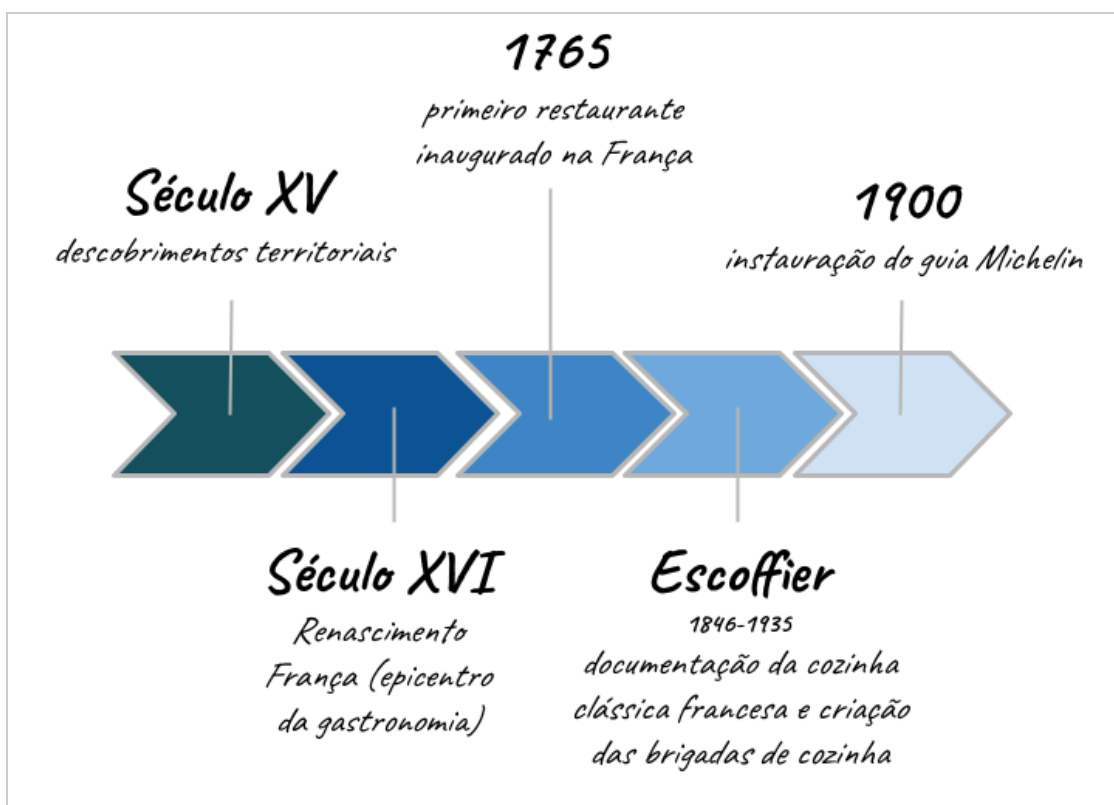 1765
primeiro restaurante
inaugurado na França
Século XV
descobrimentos territoriais
1900
instauração do guia Michelin
Século XVI
Renascimento
França (epicentro
da gastronomia)
Escoffier
1846-1935
documentação da cozinha
clássica francesa e criação
das brigadas de cozinha